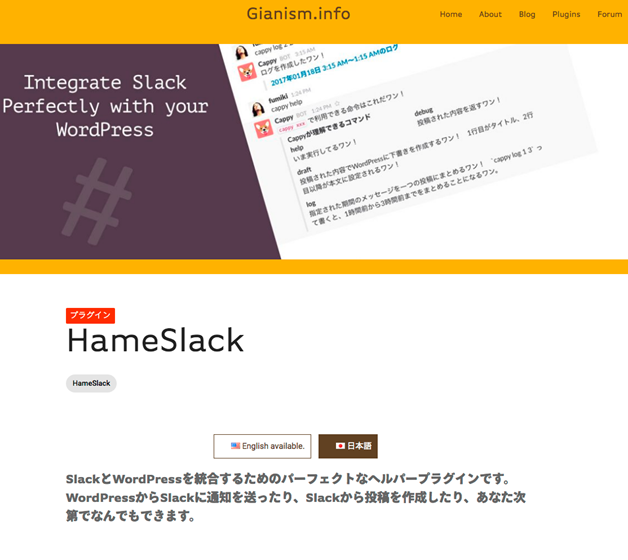 Gianism.info
Home About Blog Plugins Forum
Integrate Slack
Perfectly with your
WordPress
cappy log 2
Cappy BOT 3:15 AM
ログを作成したワン!
2017年01月18日 3:15 AM〜1:15 AMのログ
fumiki 1:24 PM
cappy help
Cappy BOT 1:24 PM
cappy *** で利用できる命令はこれだワン!
Cappyが理解できるコマンド
help
いま実行してるワン!
debug
投稿された内容を返すワン!
draft
投稿された内容でWordPressに下書きを作成するワン! 1行目がタイトル、2行
目以降が本文に設定されるワン!
log
指定された期間のメッセージを一つの投稿にまとめるワン! `cappy log 1 3` っ
て書くと、1時間前から3時間前までをまとめることになるワン。
#
プラグイン
HameSlack
HameSlack
English available.
日本語
SlackとWordPressを統合するためのパーフェクトなヘルパープラグインです。
WordPressからSlackに通知を送ったり、Slackから投稿を作成したり、あなた次
第でなんでもできます。